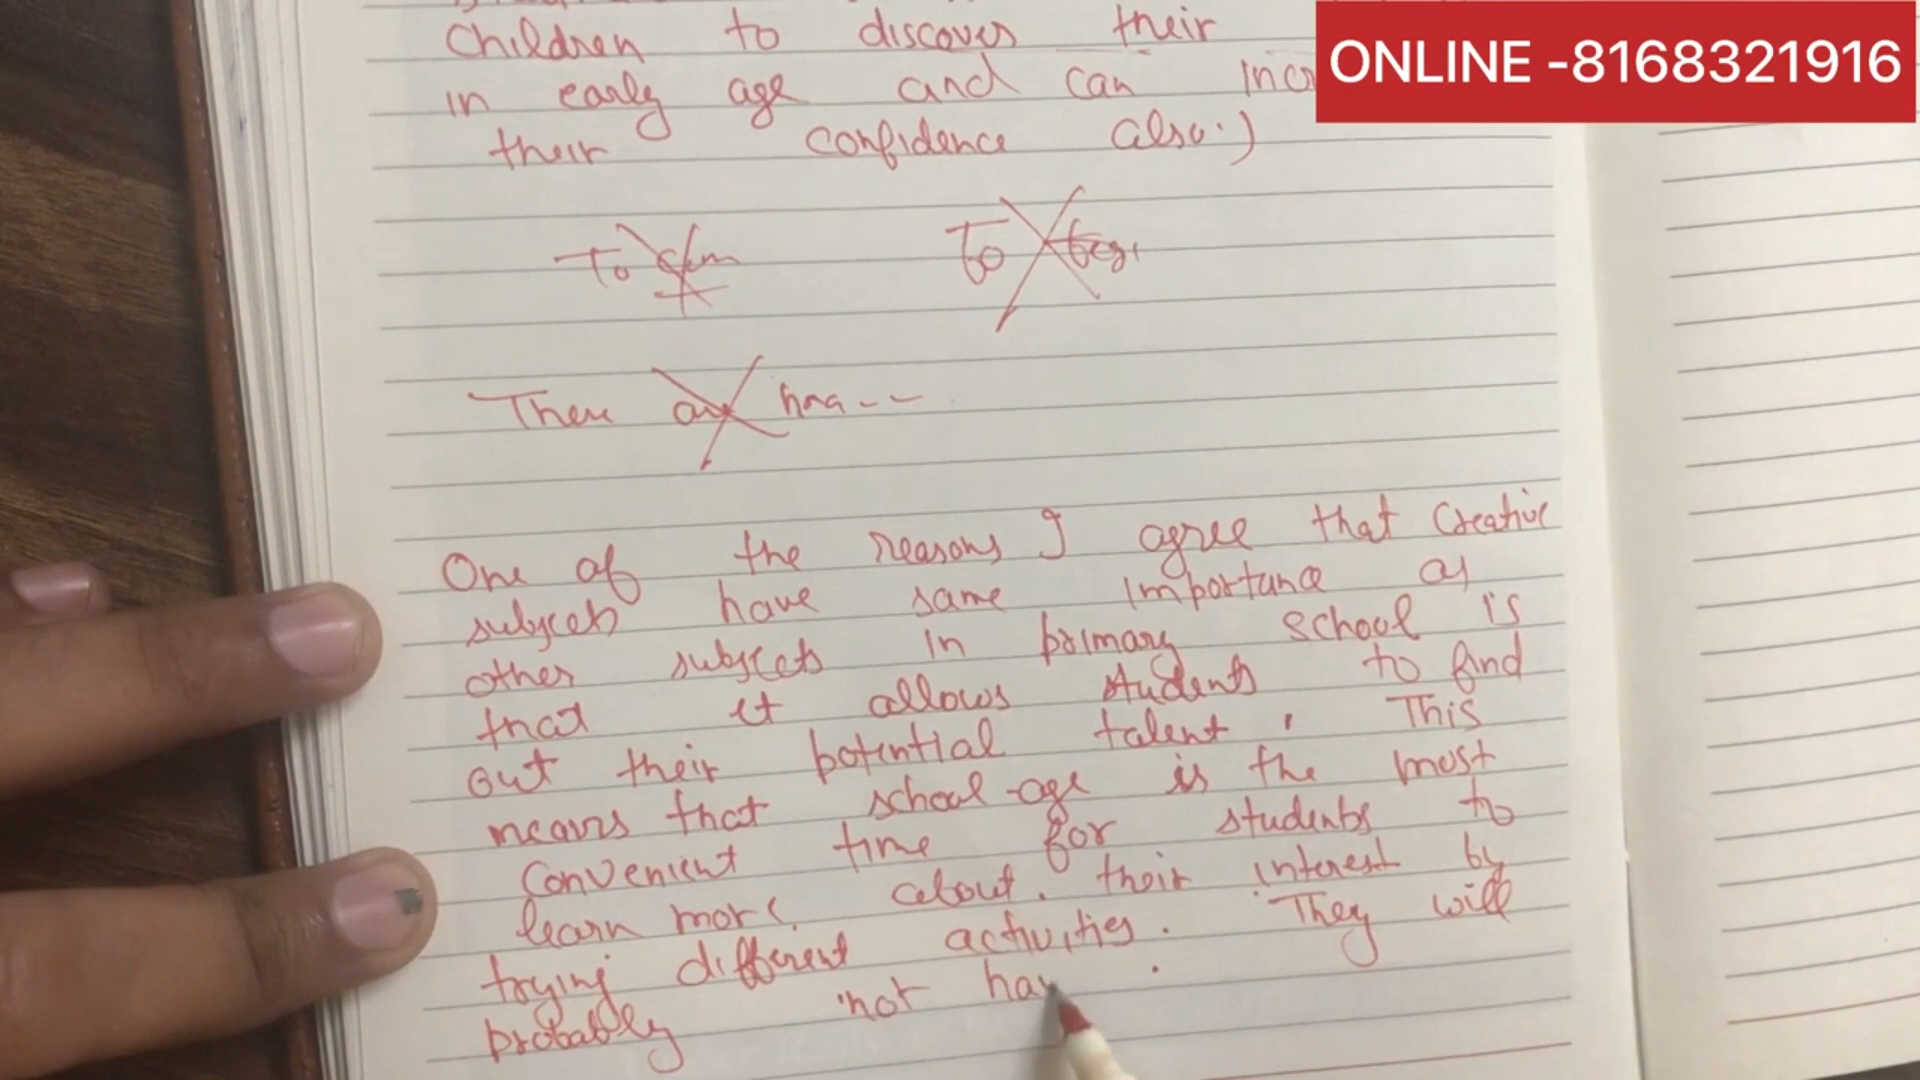 ONLINE -8168321916
Children to discover their
in early age and can incr
their confidence also.)
To To
There
One of the reasons I agree that creative
subjects have same importance as
other subjects in primary school is
that it allows students to find
out their potential talent. This
means that school-age is the most
convenient time for students to
learn more about their interest by
trying different activities. They will
probably not hav